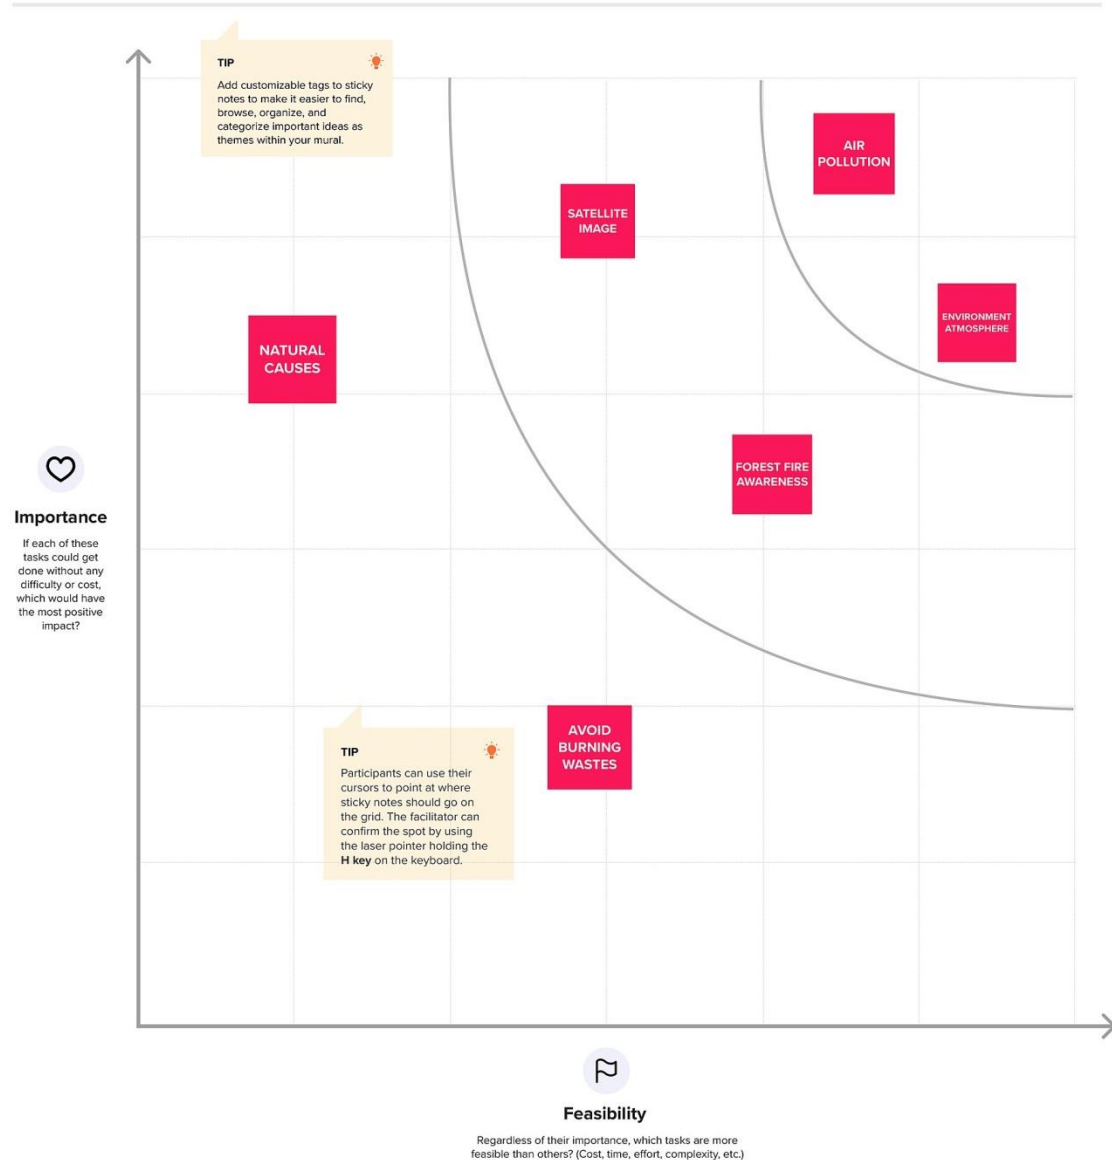 TIP
Add customizable tags to sticky
notes to make it easier to find,
browse, organize, and
categorize important ideas as
themes within your mural.
AIR
POLLUTION
SATELLITE
IMAGE
ENVIRONMENT
ATMOSPHERE
NATURAL
CAUSES
FOREST FIRE
AWARENESS
Importance
If each of these
tasks could get
done without any
difficulty or cost,
which would have
the most positive
impact?
AVOID
BURNING
WASTES
TIP
Participants can use their
cursors to point at where
sticky notes should go on
the grid. The facilitator can
confirm the spot by using
the laser pointer holding the
H key on the keyboard.
Feasibility
Regardless of their importance, which tasks are more
feasible than others? (Cost, time, effort, complexity, etc.)